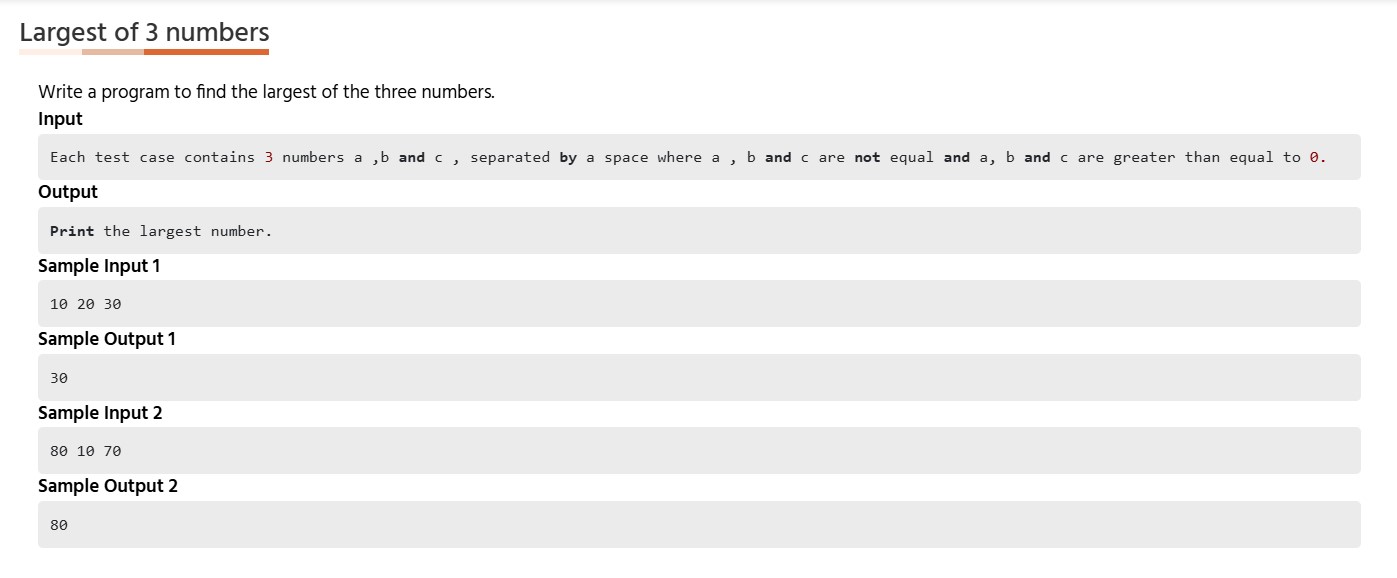 Largest of 3 numbers
Write a program to find the largest of the three numbers.
Input
Each test case contains 3 numbers a ,b and c , separated by a space where a , b and c are not equal and a, b and c are greater than equal to 0.
Output
Print the largest number.
Sample Input 1
10 20 30
Sample Output 1
30
Sample Input 2
80 10 70
Sample Output 2
80